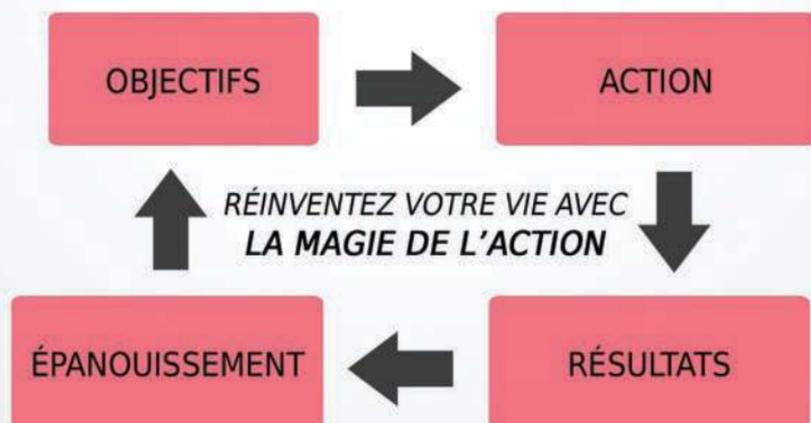 OBJECTIFS
ACTION
RÉINVENTEZ VOTRE VIE AVEC
LA MAGIE DE L’ACTION
ÉPANOUISSEMENT
RÉSULTATS